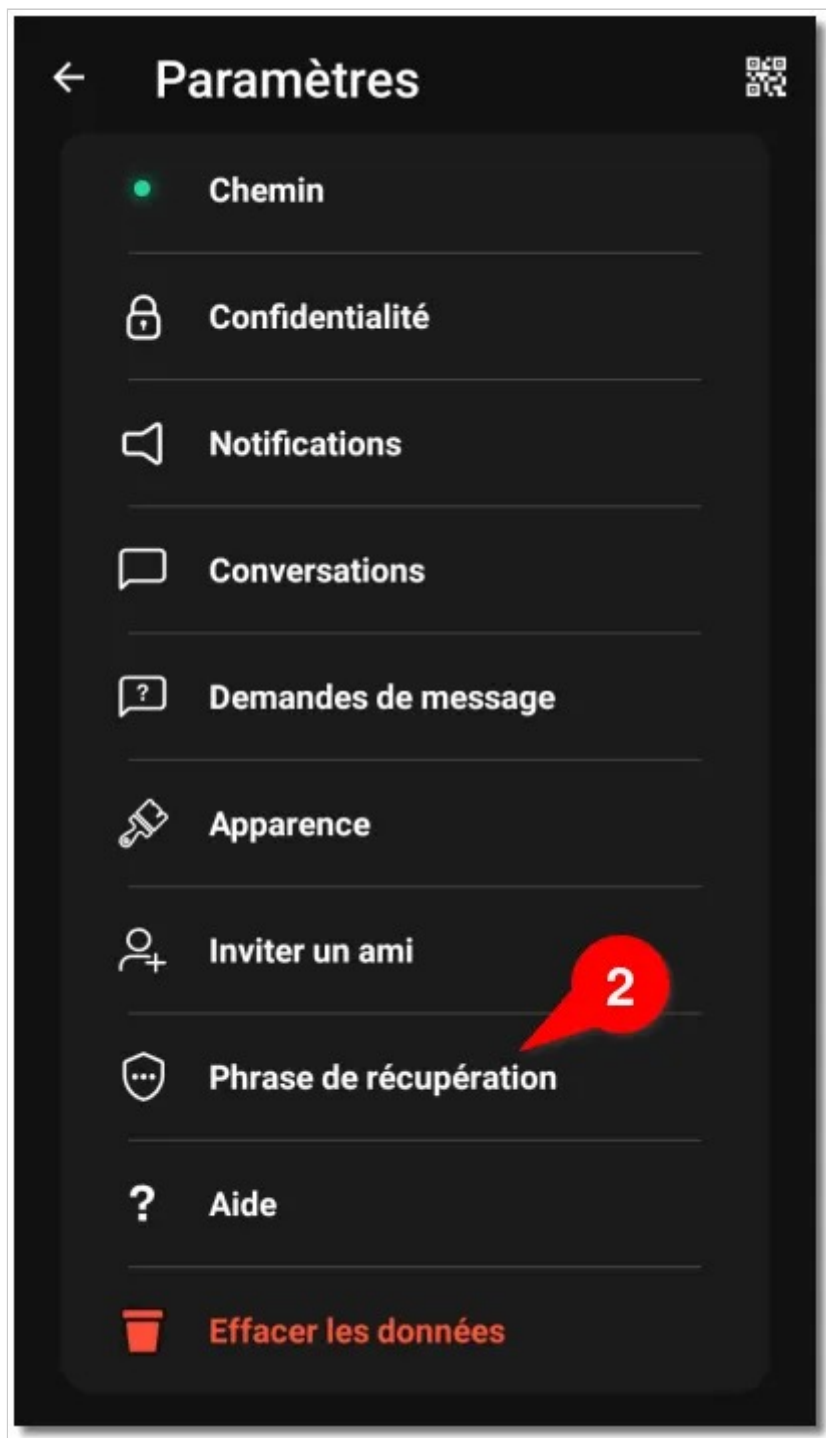 Paramètres
Chemin
Confidentialité
Notifications
Conversations
Demandes de message
Apparence
Inviter un ami
2
Phrase de récupération
? Aide
Effacer les données